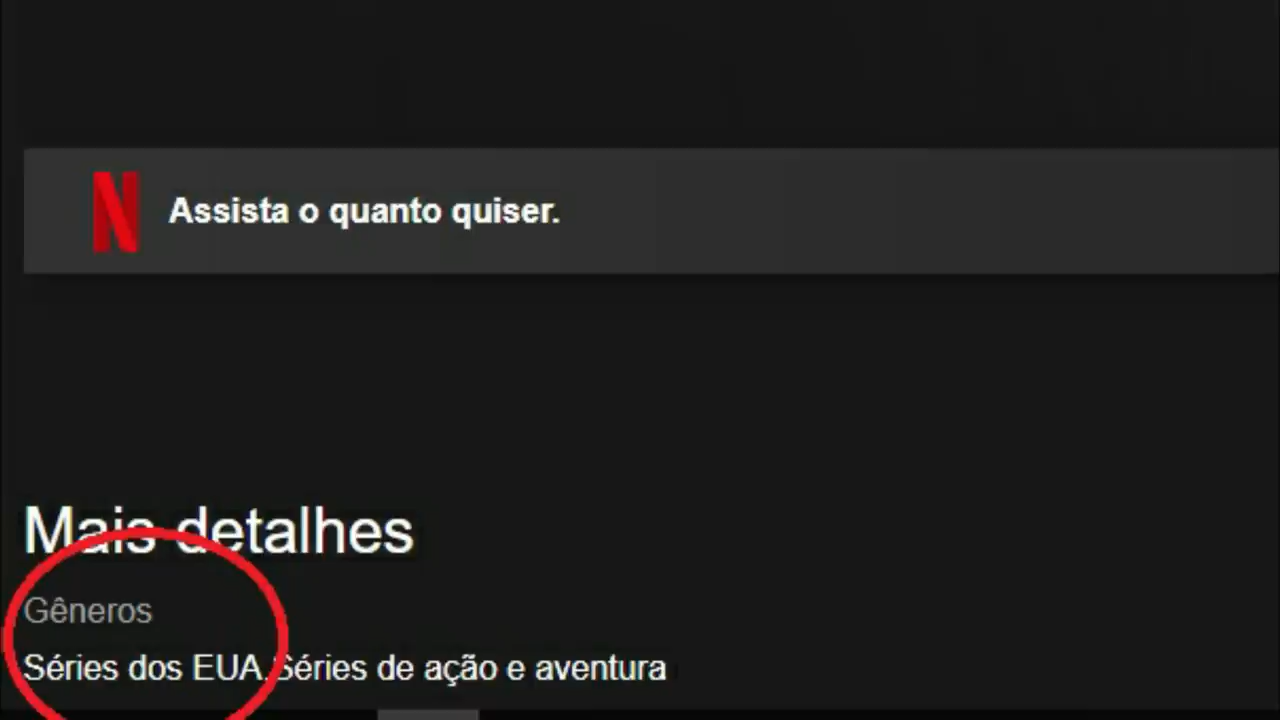 Assista o quanto quiser.
Mais detalhes
Gêneros
Séries dos EUA,Séries de ação e aventura